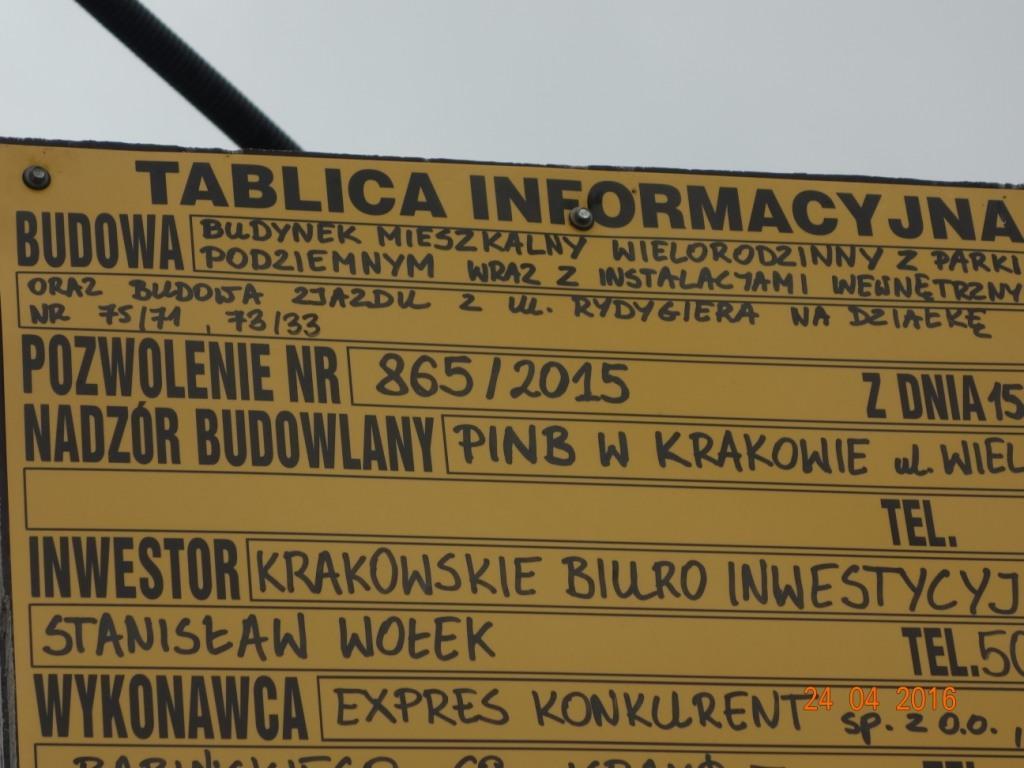 TABLICA INFORMACYJNA
BUDOWA BUDYNEK MIESZKALNY WIELORODZINNY Z PARKI
PODZIEMNYM WRAZ Z INSTALACJAMI WEWNĘTRZNY
ORAZ BUDOWA ZJAZDU Z UL. RYDYGIERA NA DZIAŁKĘ
NR 75/71, 73/33
POZWOLENIE NR 865/2015 Z DNIA 15
NADZÓR BUDOWLANY PINB W KRAKOWIE ul. WIEL
TEL.
INWESTOR KRAKOWSKIE BIURO INWESTYCYJ
STANISŁAW WOŁEK TEL. 50
WYKONAWCA EXPRES KONKURENT sp. z o.o.,
24 04 2016